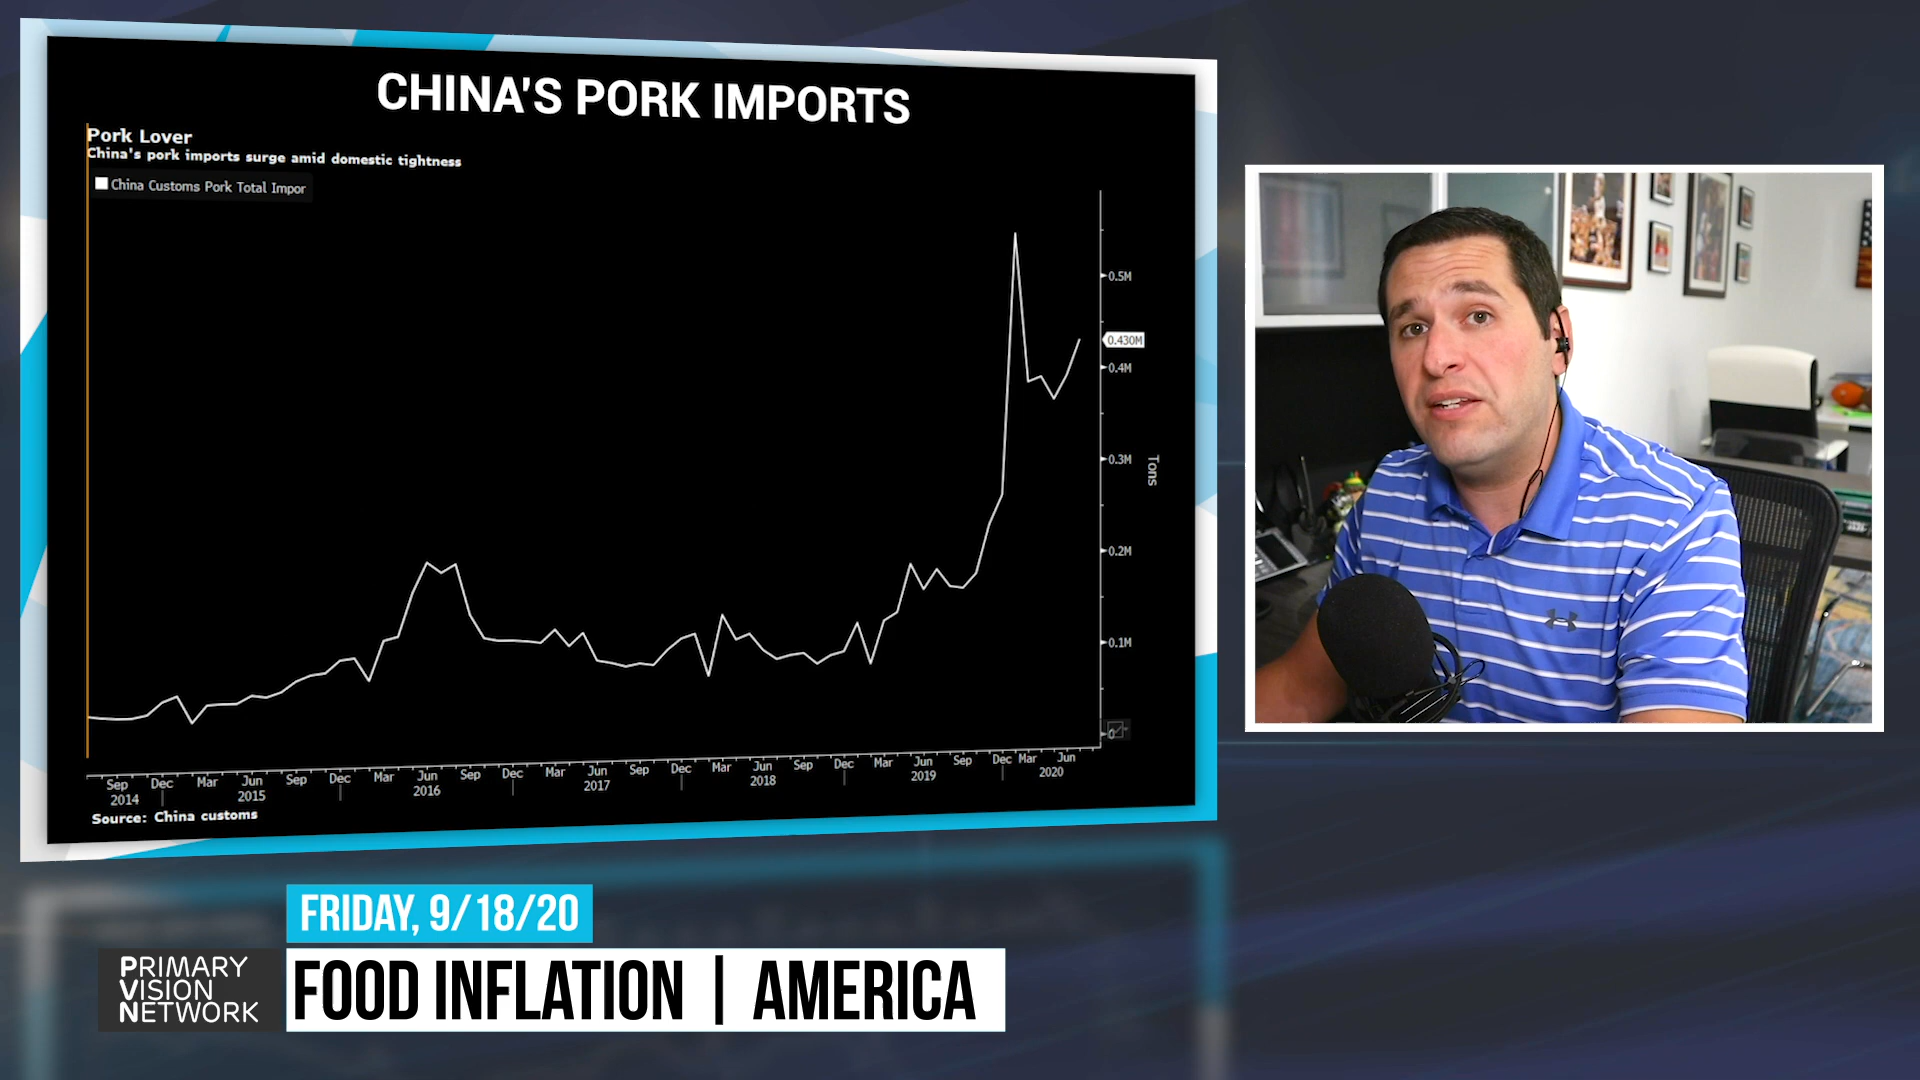 CHINA'S PORK IMPORTS
Pork Lover
China's pork imports surge amid domestic tightness
China Customs Pork Total Impor
0.5M
0.430M
0.4M
0.3M
Tons
0.2M
0.1M
0
Sep Dec Mar Jun Sep Dec Mar Jun Sep Dec Mar Jun Sep Dec Mar Jun Sep Dec Mar Jun Sep Dec Mar Jun
2014 2015 2016 2017 2018 2019 2020
Source: China customs
FRIDAY, 9/18/20
PRIMARY
VISION
NETWORK
FOOD INFLATION | AMERICA